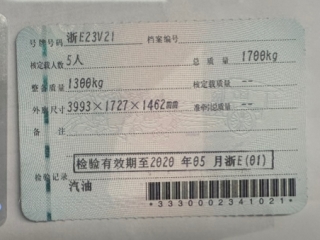 号牌号码 浙E23V21 档案编号
核定载人数 5人 总质量 1700kg
整备质量 1300kg 核定载质量 --
外廓尺寸 3993×1727×1462mm 准牵引总质量 --
备注
检验有效期至2020 年05 月浙E(01)
检验记录
汽油
*3330002341021*